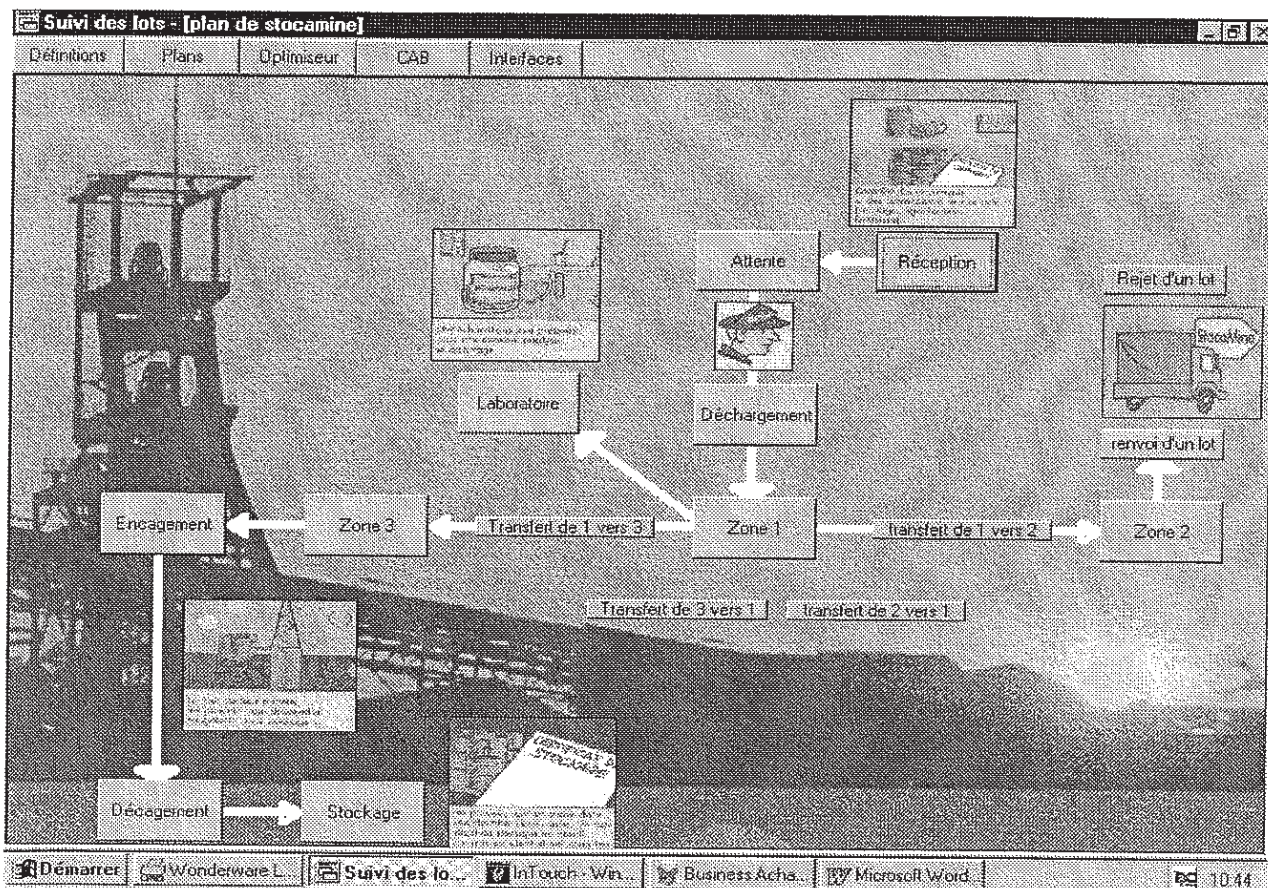 Suivi des lots - [plan de stocamine]
Définitions Plans Optimiseur CAB Interfaces
Attente
Réception
Rejet d'un lot
StocaMine
Laboratoire
Déchargement
renvoi d'un lot
Encagement
Zone 3
Transfert de 1 vers 3
Zone 1
transfert de 1 vers 2
Zone 2
Transfert de 3 vers 1
transfert de 2 vers 1
CERTIFICAT
STOCAMINE
Décagement
Stockage
Démarrer
Wonderware L...
Suivi des lo...
InTouch - Win...
Business Acha...
Microsoft Word...
10:44